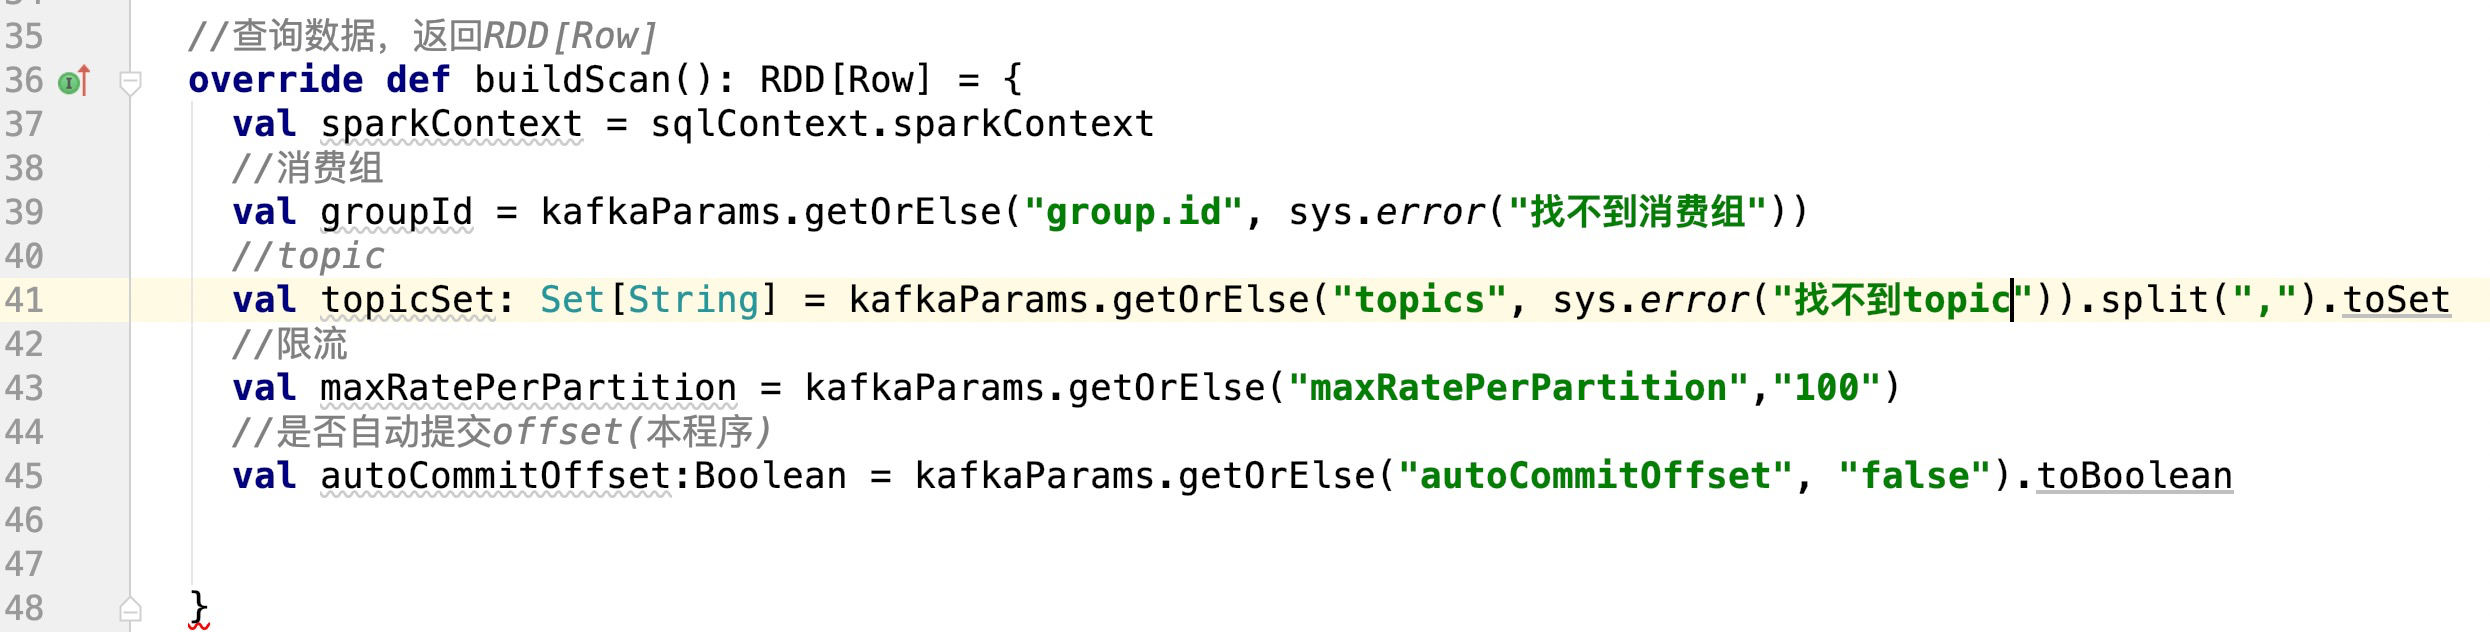 35 //查询数据，返回RDD[Row]
36 override def buildScan(): RDD[Row] = {
37 val sparkContext = sqlContext.sparkContext
38 //消费组
39 val groupId = kafkaParams.getOrElse("group.id", sys.error("找不到消费组"))
40 //topic
41 val topicSet: Set[String] = kafkaParams.getOrElse("topics", sys.error("找不到topic")).split(",").toSet
42 //限流
43 val maxRatePerPartition = kafkaParams.getOrElse("maxRatePerPartition","100")
44 //是否自动提交offset(本程序)
45 val autoCommitOffset:Boolean = kafkaParams.getOrElse("autoCommitOffset", "false").toBoolean
46
47
48 }